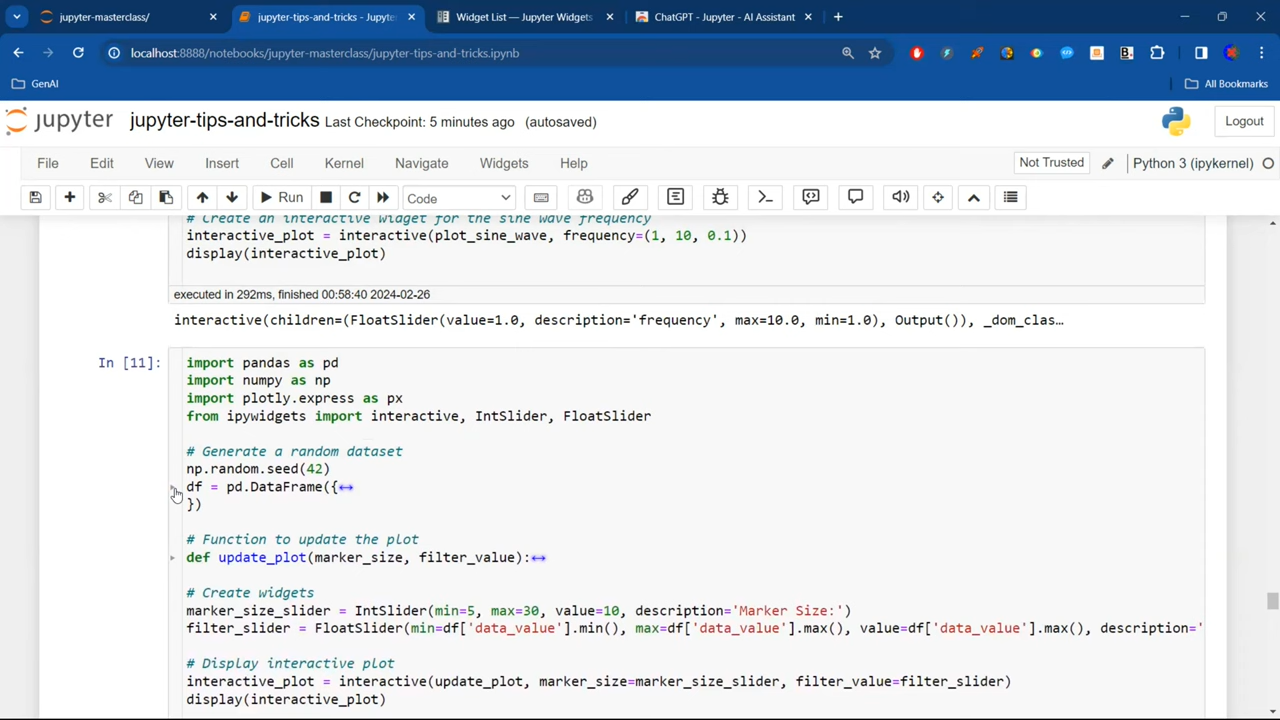 jupyter-masterclass/
jupyter-tips-and-tricks - Jupyte
Widget List — Jupyter Widgets
ChatGPT - Jupyter - AI Assistant
localhost:8888/notebooks/jupyter-masterclass/jupyter-tips-and-tricks.ipynb
GenAI
All Bookmarks
jupyter jupyter-tips-and-tricks Last Checkpoint: 5 minutes ago (autosaved)
Logout
File Edit View Insert Cell Kernel Navigate Widgets Help
Not Trusted
Python 3 (ipykernel)
Run
Code
# Create an interactive widget for the sine wave frequency
interactive_plot = interactive(plot_sine_wave, frequency=(1, 10, 0.1))
display(interactive_plot)
executed in 292ms, finished 00:58:40 2024-02-26
interactive(children=(FloatSlider(value=1.0, description='frequency', max=10.0, min=1.0), Output()), _dom_clas…
In [11]:
import pandas as pd
import numpy as np
import plotly.express as px
from ipywidgets import interactive, IntSlider, FloatSlider
# Generate a random dataset
np.random.seed(42)
df = pd.DataFrame({↔
})
# Function to update the plot
def update_plot(marker_size, filter_value):↔
# Create widgets
marker_size_slider = IntSlider(min=5, max=30, value=10, description='Marker Size:')
filter_slider = FloatSlider(min=df['data_value'].min(), max=df['data_value'].max(), value=df['data_value'].max(), description='
# Display interactive plot
interactive_plot = interactive(update_plot, marker_size=marker_size_slider, filter_value=filter_slider)
display(interactive_plot)